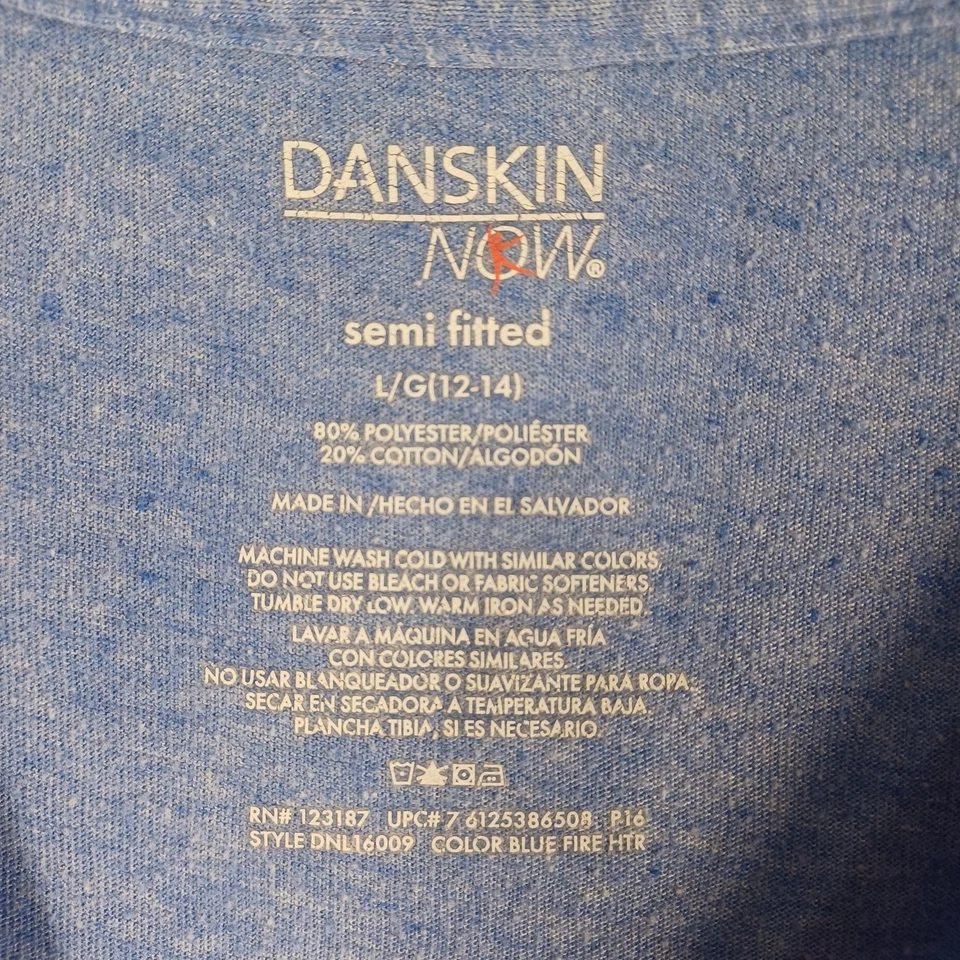 DANSKIN
NOW®
semi fitted
L/G(12-14)
80% POLYESTER/POLIÉSTER
20% COTTON/ALGODÓN
MADE IN /HECHO EN EL SALVADOR
MACHINE WASH COLD WITH SIMILAR COLORS,
DO NOT USE BLEACH OR FABRIC SOFTENERS,
TUMBLE DRY LOW, WARM IRON AS NEEDED.
LAVAR A MÁQUINA EN AGUA FRÍA
CON COLORES SIMILARES.
NO USAR BLANQUEADOR O SUAVIZANTE PARA ROPA.
SECAR EN SECADORA A TEMPERATURA BAJA.
PLANCHA TIBIA, SI ES NECESARIO.
RN# 123187 UPC# 7 6125386508 P16
STYLE DNL16009 COLOR BLUE FIRE HTR